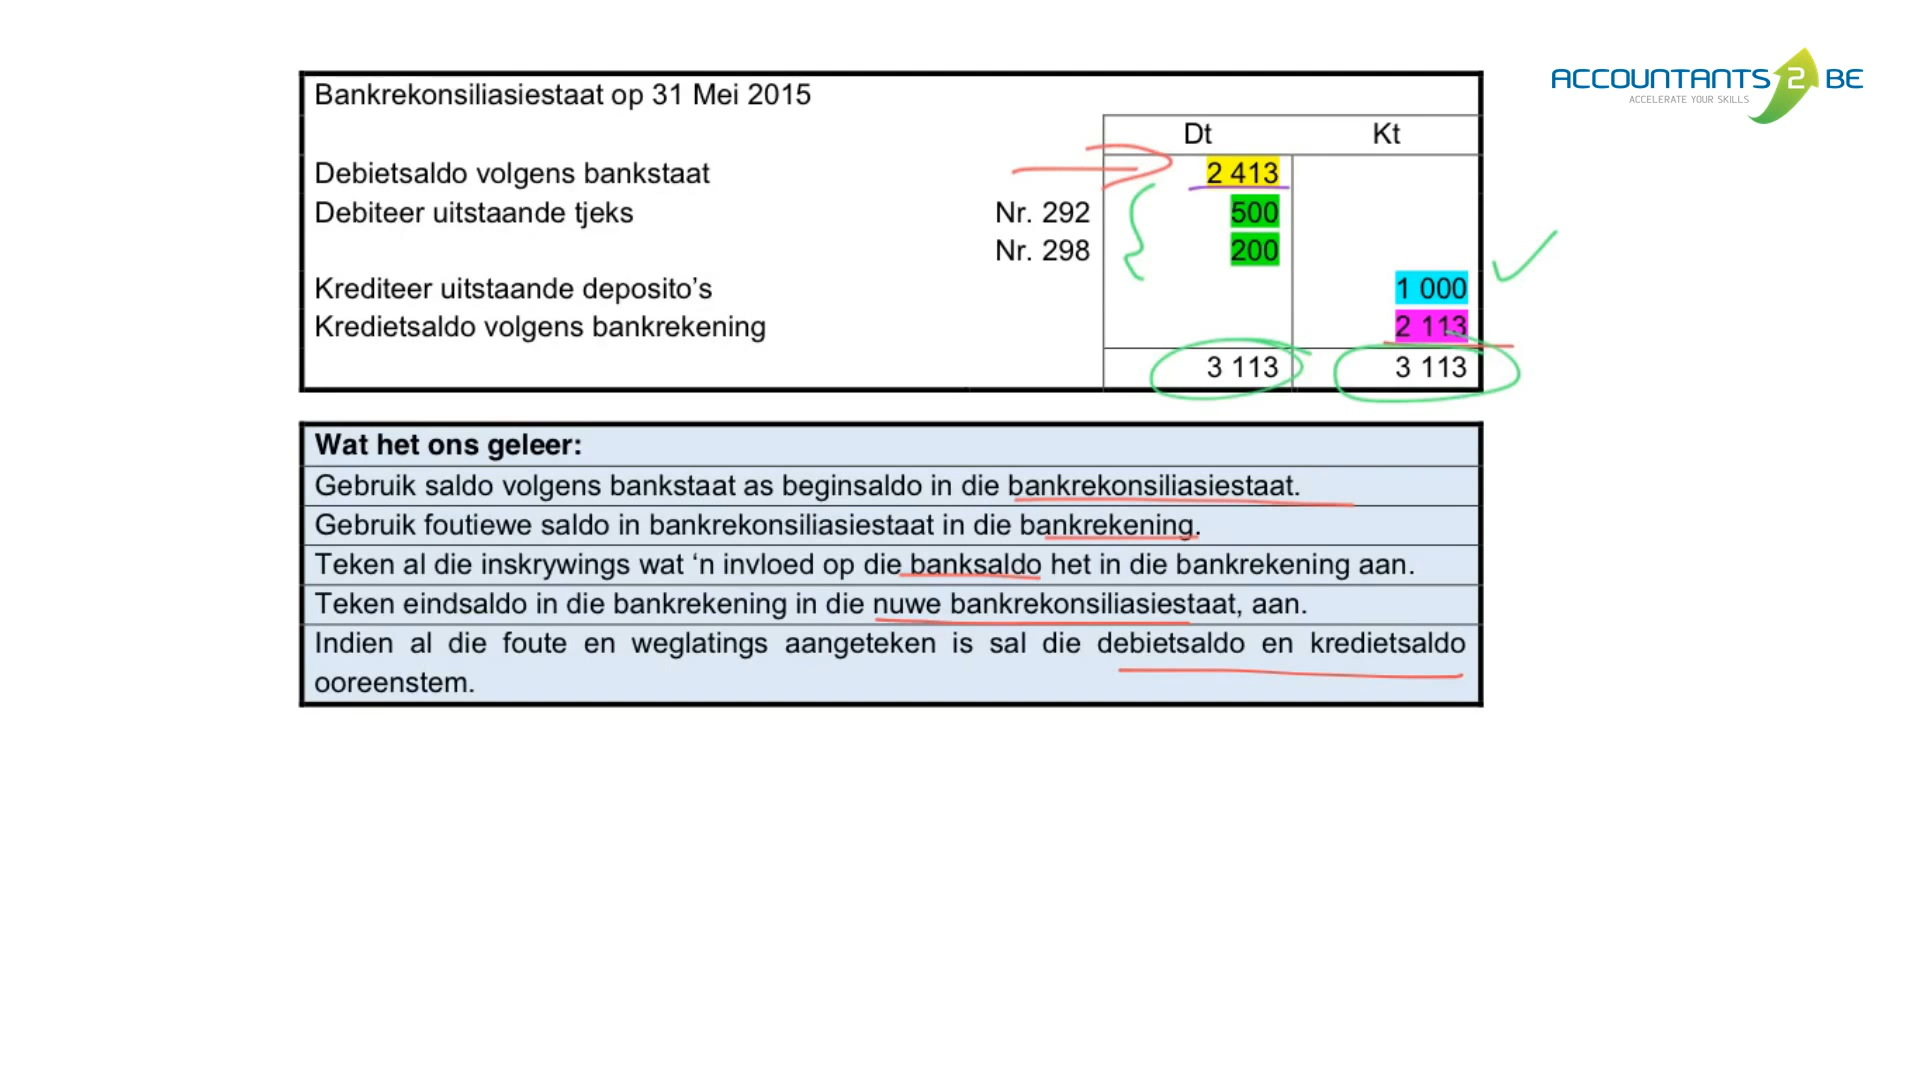 ACCOUNTANTS 2 BE
ACCELERATE YOUR SKILLS
Bankrekonsiliasiestaat op 31 Mei 2015
Dt Kt
Debietsaldo volgens bankstaat 2 413
Debiteer uitstaande tjeks Nr. 292 500
Nr. 298 200
Krediteer uitstaande deposito’s 1 000
Kredietsaldo volgens bankrekening 2 113
3 113 3 113
Wat het ons geleer:
Gebruik saldo volgens bankstaat as beginsaldo in die bankrekonsiliasiestaat.
Gebruik foutiewe saldo in bankrekonsiliasiestaat in die bankrekening.
Teken al die inskrywings wat ‘n invloed op die banksaldo het in die bankrekening aan.
Teken eindsaldo in die bankrekening in die nuwe bankrekonsiliasiestaat, aan.
Indien al die foute en weglatings aangeteken is sal die debietsaldo en kredietsaldo
ooreenstem.